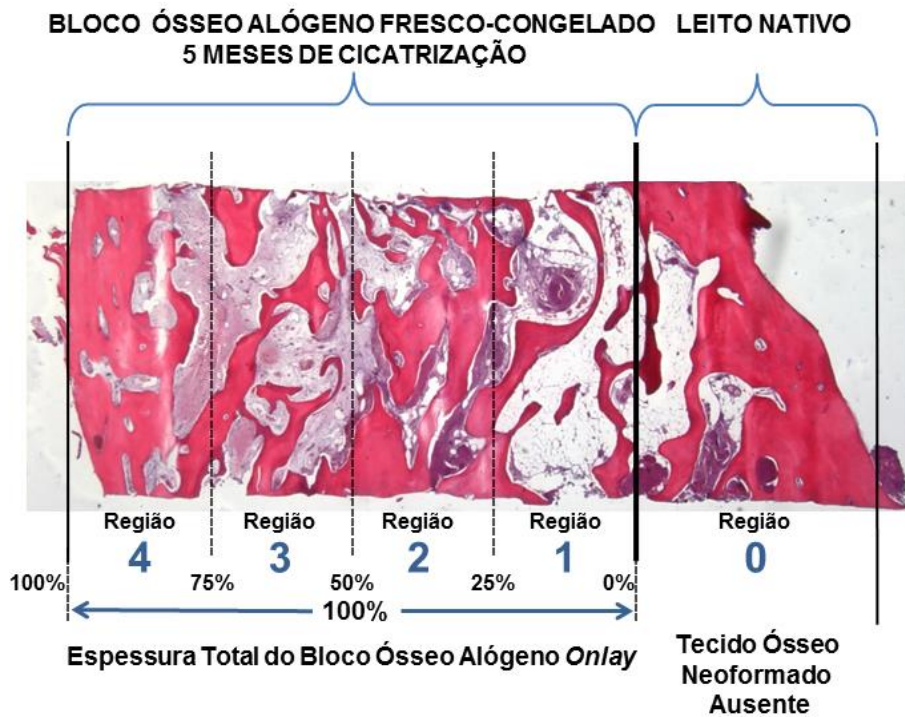 BLOCO ÓSSEO ALÓGENO FRESCO-CONGELADO LEITO NATIVO
5 MESES DE CICATRIZAÇÃO
Região Região Região Região Região
4 3 2 1 0
100% 75% 50% 25% 0%
100%
Espessura Total do Bloco Ósseo Alógeno Onlay
Tecido Ósseo
Neoformado
Ausente